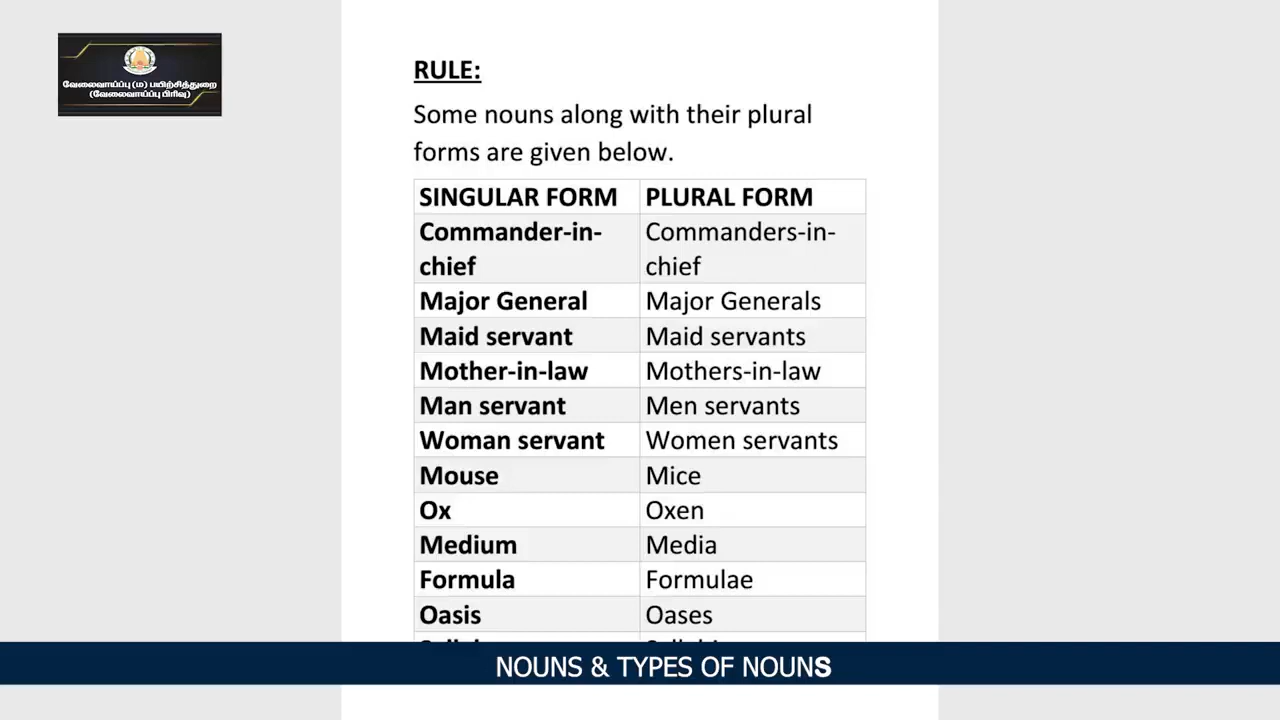 வேலைவாய்ப்பு (ம) பயிற்சித்துறை
(வேலைவாய்ப்பு பிரிவு)
RULE:
Some nouns along with their plural
forms are given below.
SINGULAR FORM PLURAL FORM
Commander-in- Commanders-in-
chief chief
Major General Major Generals
Maid servant Maid servants
Mother-in-law Mothers-in-law
Man servant Men servants
Woman servant Women servants
Mouse Mice
Ox Oxen
Medium Media
Formula Formulae
Oasis Oases
NOUNS & TYPES OF NOUNS